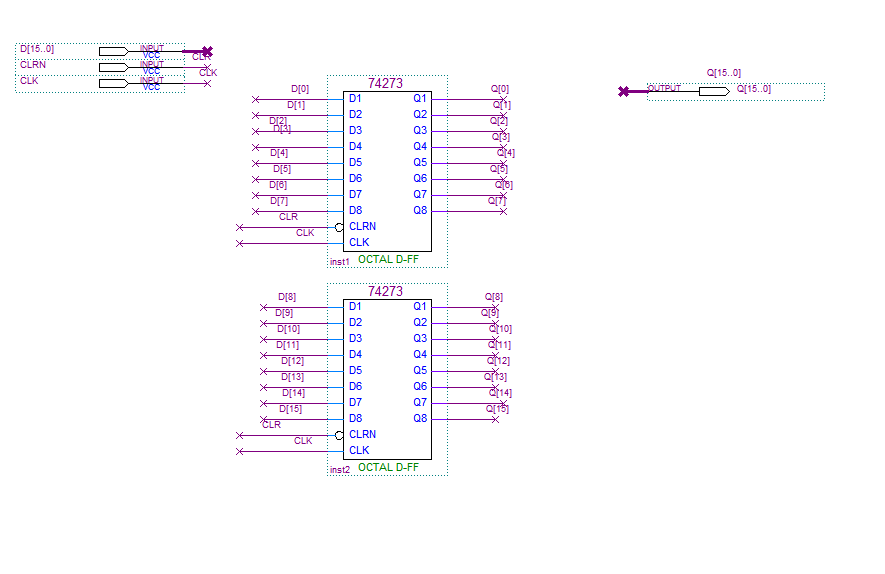 D[15..0] INPUT VCC
CLRN INPUT VCC CLR
CLK INPUT VCC CLK
Q[15..0]
OUTPUT Q[15..0]
74273
D[0] D1 Q1 Q[0]
D[1] D2 Q2 Q[1]
D[2] D3 Q3 Q[2]
D[3] D4 Q4 Q[3]
D[4] D5 Q5 Q[4]
D[5] D6 Q6 Q[5]
D[6] D7 Q7 Q[6]
D[7] D8 Q8 Q[7]
CLR CLRN
CLK CLK
inst1 OCTAL D-FF
74273
D[8] D1 Q1 Q[8]
D[9] D2 Q2 Q[9]
D[10] D3 Q3 Q[10]
D[11] D4 Q4 Q[11]
D[12] D5 Q5 Q[12]
D[13] D6 Q6 Q[13]
D[14] D7 Q7 Q[14]
D[15] D8 Q8 Q[15]
CLR CLRN
CLK CLK
inst2 OCTAL D-FF